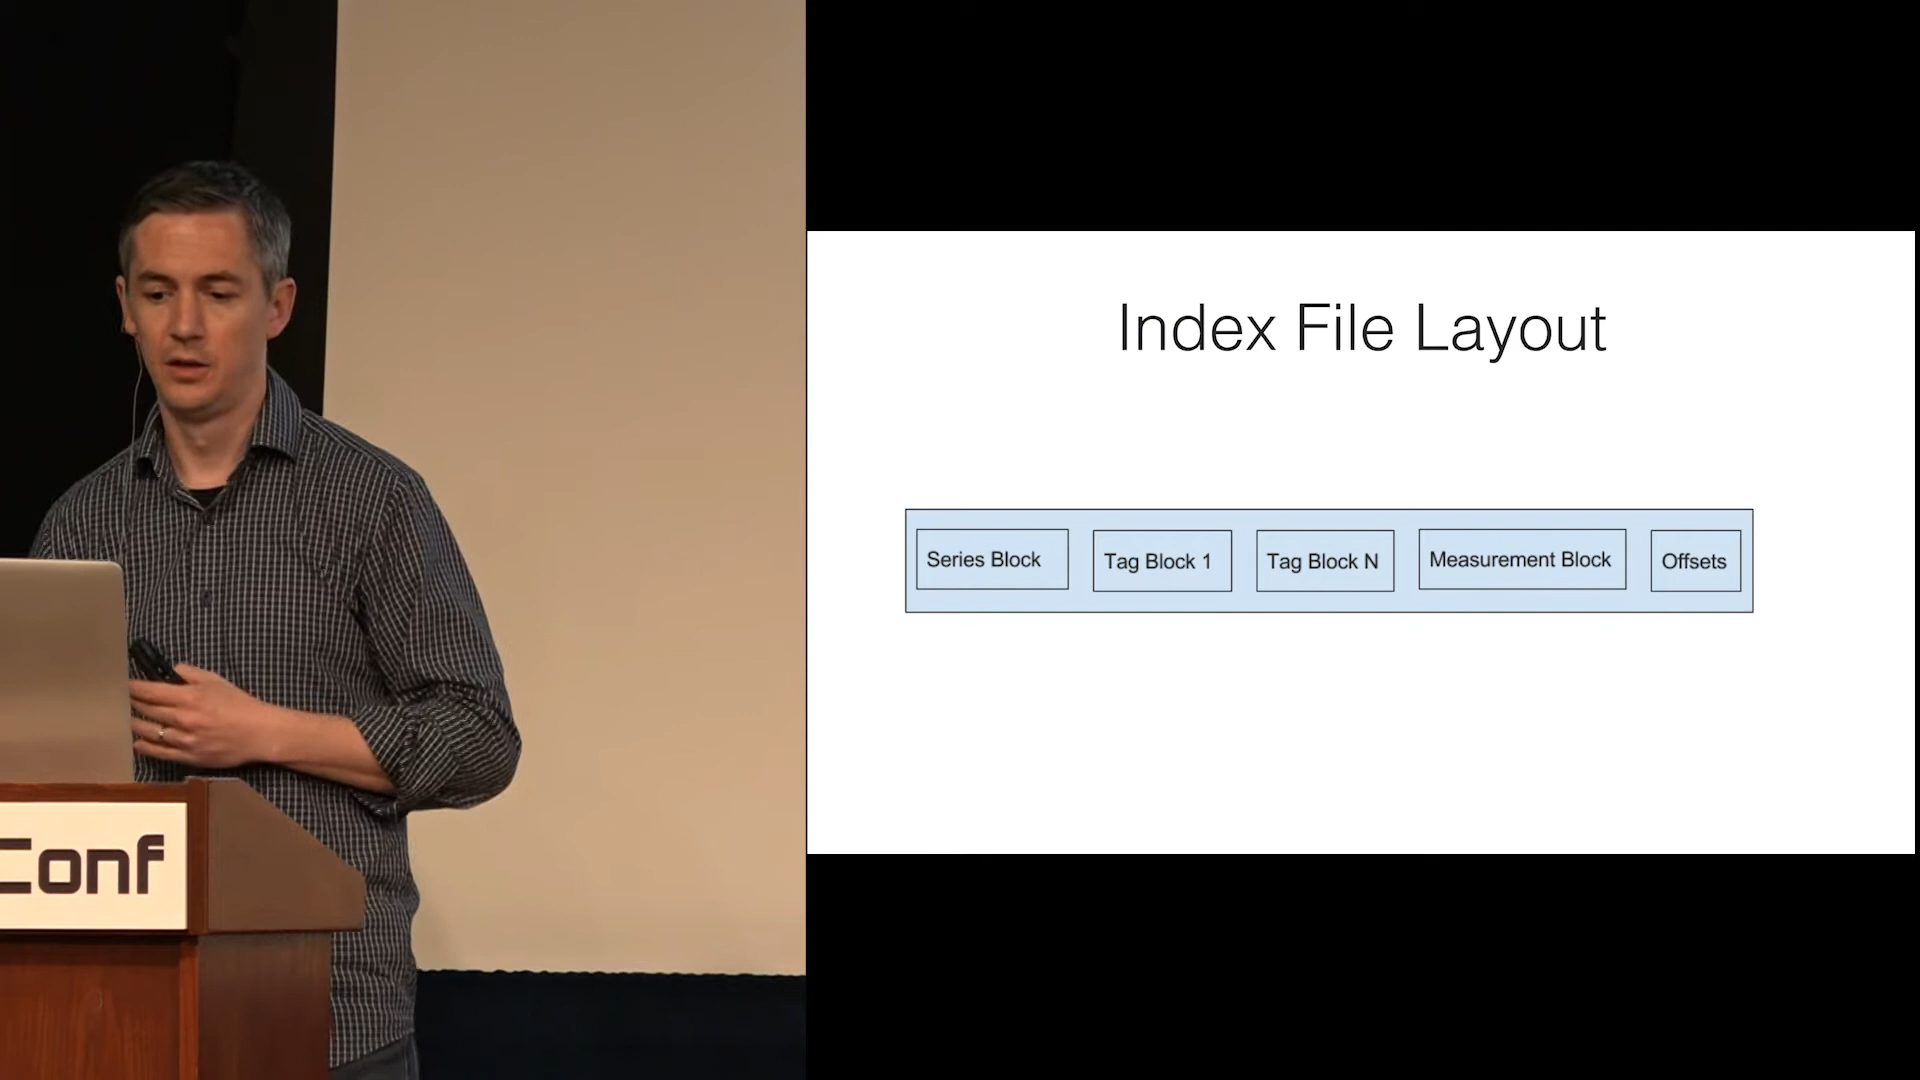 Index File Layout
Series Block Tag Block 1 Tag Block N Measurement Block Offsets
Conf